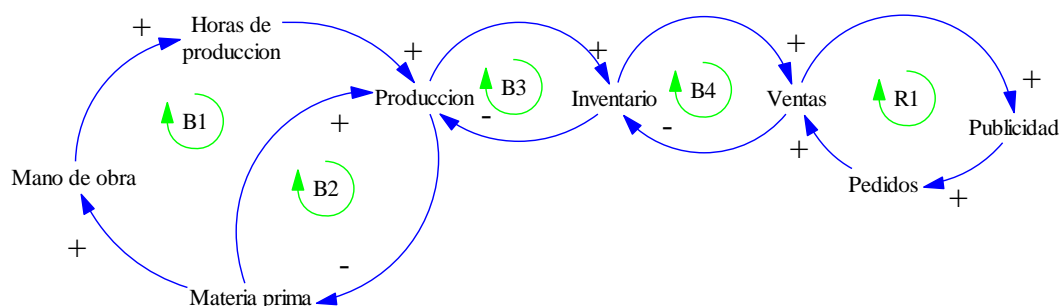 Horas de
produccion
+
+
B1
Mano de obra
+
Materia prima
Produccion
+
-
B2
B3
+
-
Inventario
B4
+
-
Ventas
R1
+
Publicidad
+
Pedidos
+